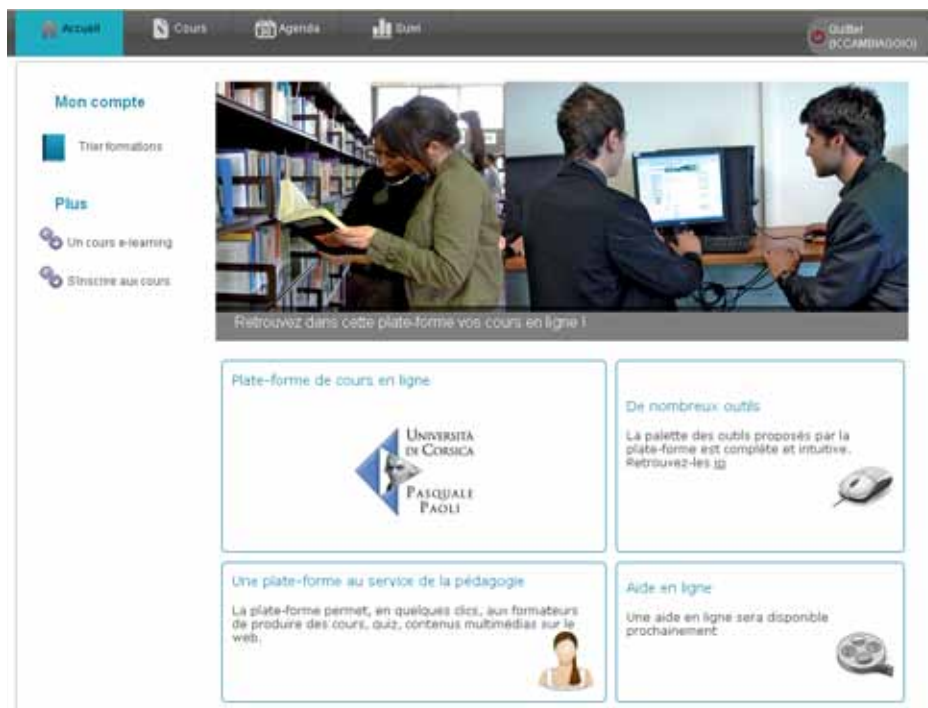 Accueil
Cours
Agenda
Suivi
Quitter
Mon compte
Trier formations
Plus
Un cours e-learning
S'inscrire aux cours
Retrouvez dans cette plate-forme vos cours en ligne !
Plate-forme de cours en ligne
UNIVERSITÀ
DI CORSICA
PASQUALE
PAOLI
De nombreux outils
La palette des outils proposés par la
plate-forme est complète et intuitive.
Retrouvez-les ici
Une plate-forme au service de la pédagogie
La plate-forme permet, en quelques clics, aux formateurs
de produire des cours, quiz, contenus multimédias sur le
web.
Aide en ligne
Une aide en ligne sera disponible
prochainement